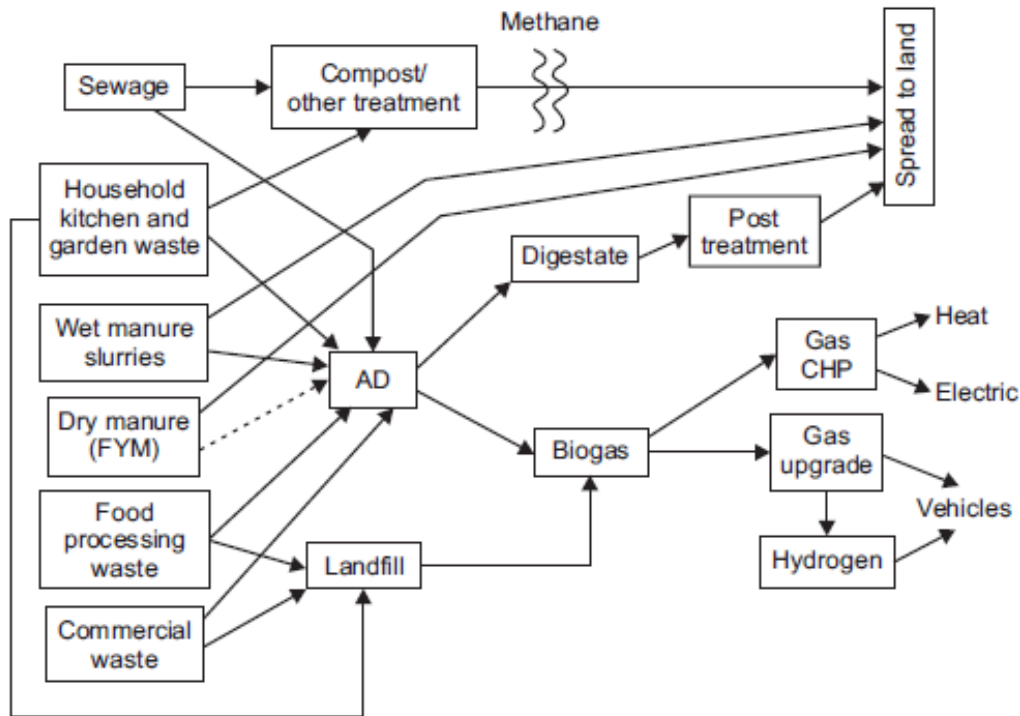 Methane
Sewage
Compost/
other treatment
Spread to land
Household
kitchen and
garden waste
Post
treatment
Digestate
Wet manure
slurries
Gas
CHP
Heat
Electric
AD
Dry manure
(FYM)
Biogas
Gas
upgrade
Vehicles
Food
processing
waste
Landfill
Hydrogen
Commercial
waste